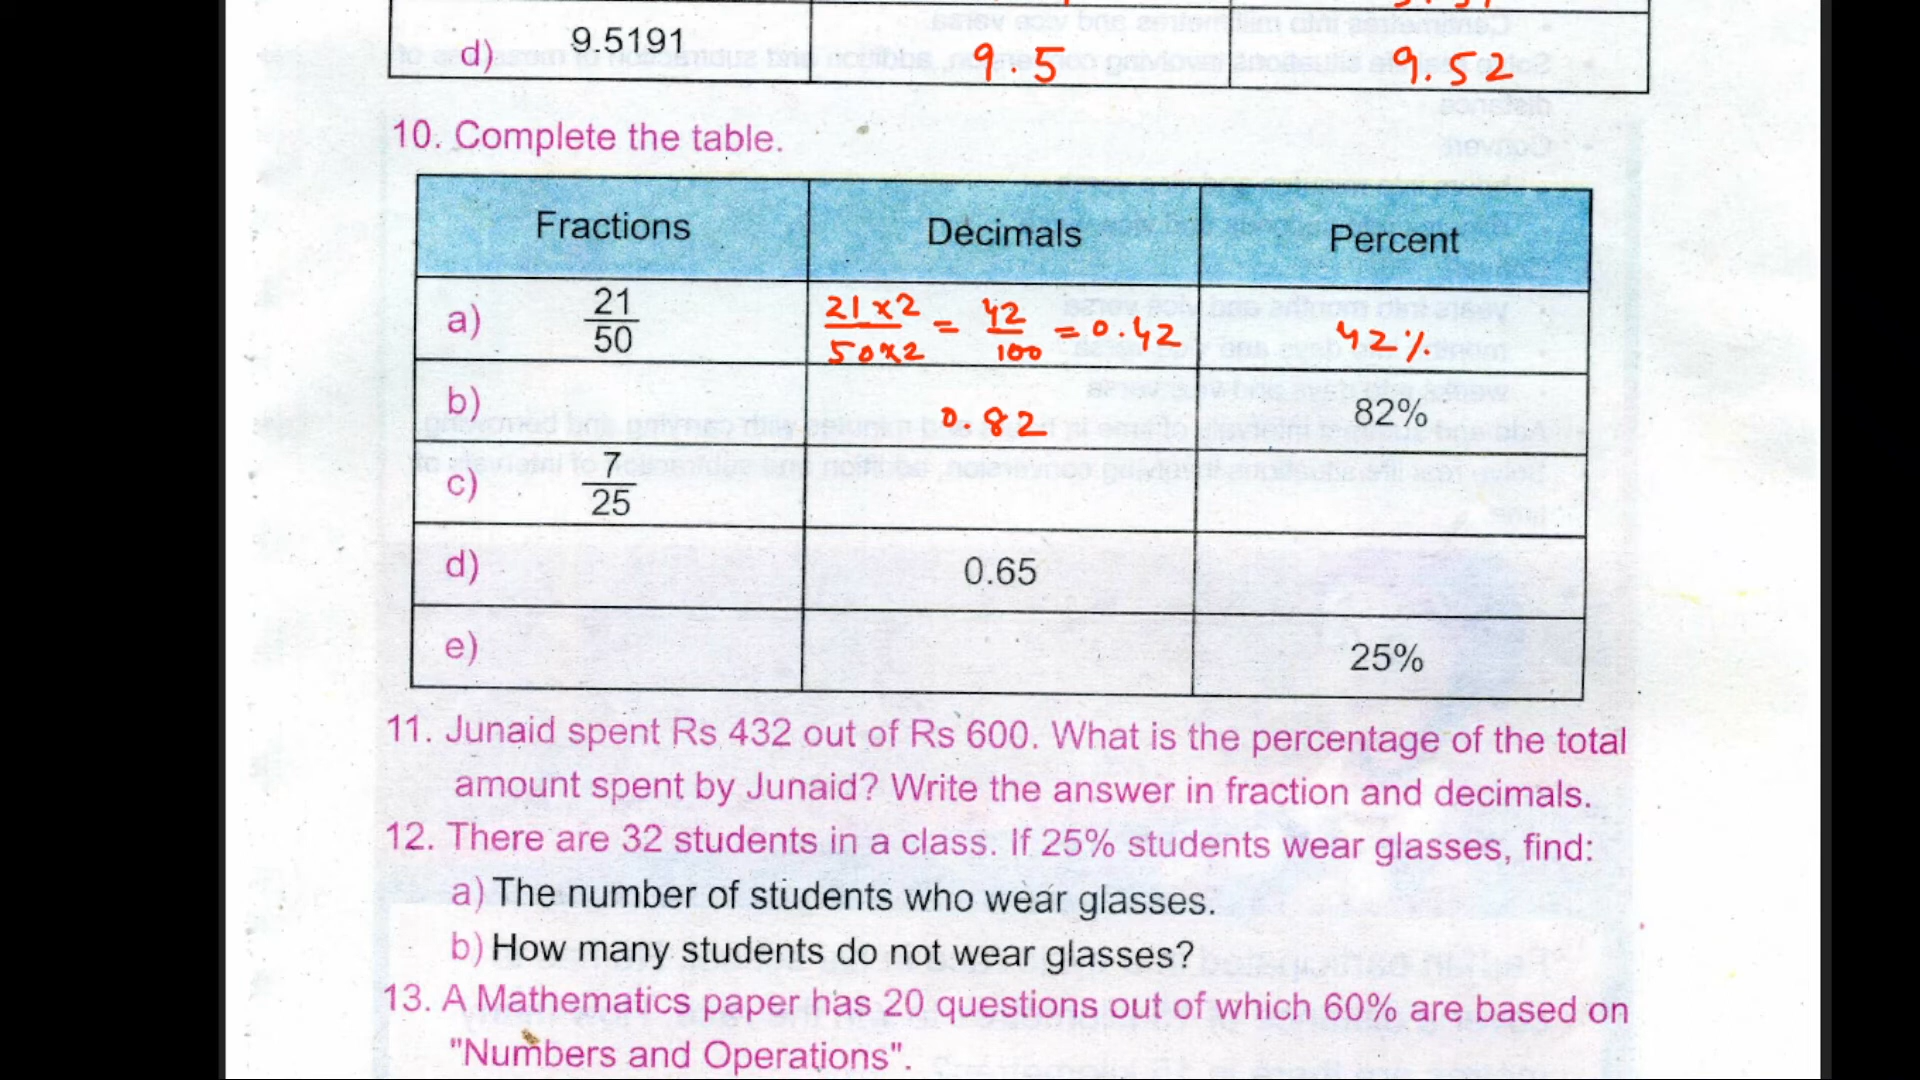 d) 9.5191 9.5 9.52
10. Complete the table.
Fractions Decimals Percent
a) 21/50 21×2/50×2 = 42/100 = 0.42 42%
b) 0.82 82%
c) 7/25
d) 0.65
e) 25%
11. Junaid spent Rs 432 out of Rs 600. What is the percentage of the total
amount spent by Junaid? Write the answer in fraction and decimals.
12. There are 32 students in a class. If 25% students wear glasses, find:
a) The number of students who wear glasses.
b) How many students do not wear glasses?
13. A Mathematics paper has 20 questions out of which 60% are based on
"Numbers and Operations".